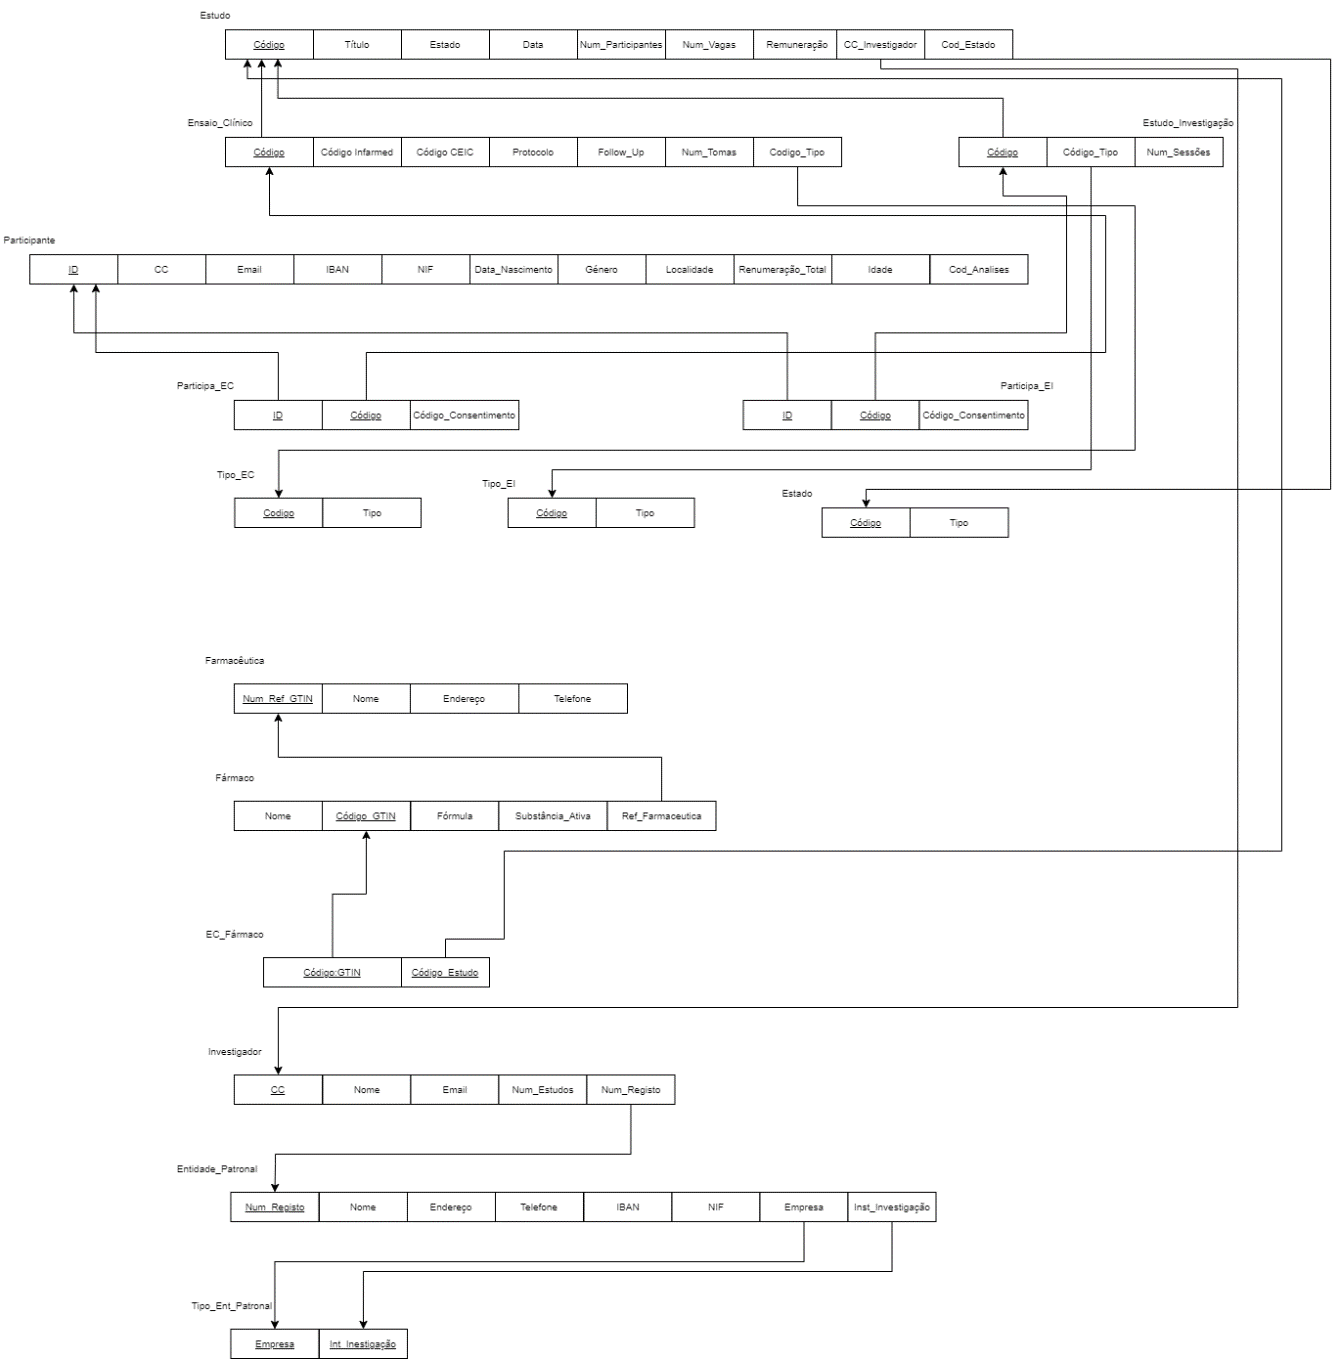 Estudo
Código Título Estado Data Num_Participantes Num_Vagas Remuneração CC_Investigador Cod_Estado
Ensaio_Clínico
Código Código Infarmed Código CEIC Protocolo Follow_Up Num_Tomas Codigo_Tipo
Estudo_Investigação
Código Código_Tipo Num_Sessões
Participante
ID CC Email IBAN NIF Data_Nascimento Género Localidade Renumeração_Total Idade Cod_Analises
Participa_EC
ID Código Código_Consentimento
Participa_EI
ID Código Código_Consentimento
Tipo_EC
Codigo Tipo
Tipo_EI
Código Tipo
Estado
Código Tipo
Farmacêutica
Num_Ref_GTIN Nome Endereço Telefone
Fármaco
Nome Código_GTIN Fórmula Substância_Ativa Ref_Farmaceutica
EC_Fármaco
Código:GTIN Código_Estudo
Investigador
CC Nome Email Num_Estudos Num_Registo
Entidade_Patronal
Num_Registo Nome Endereço Telefone IBAN NIF Empresa Inst_Investigação
Tipo_Ent_Patronal
Empresa Int_Inestigação